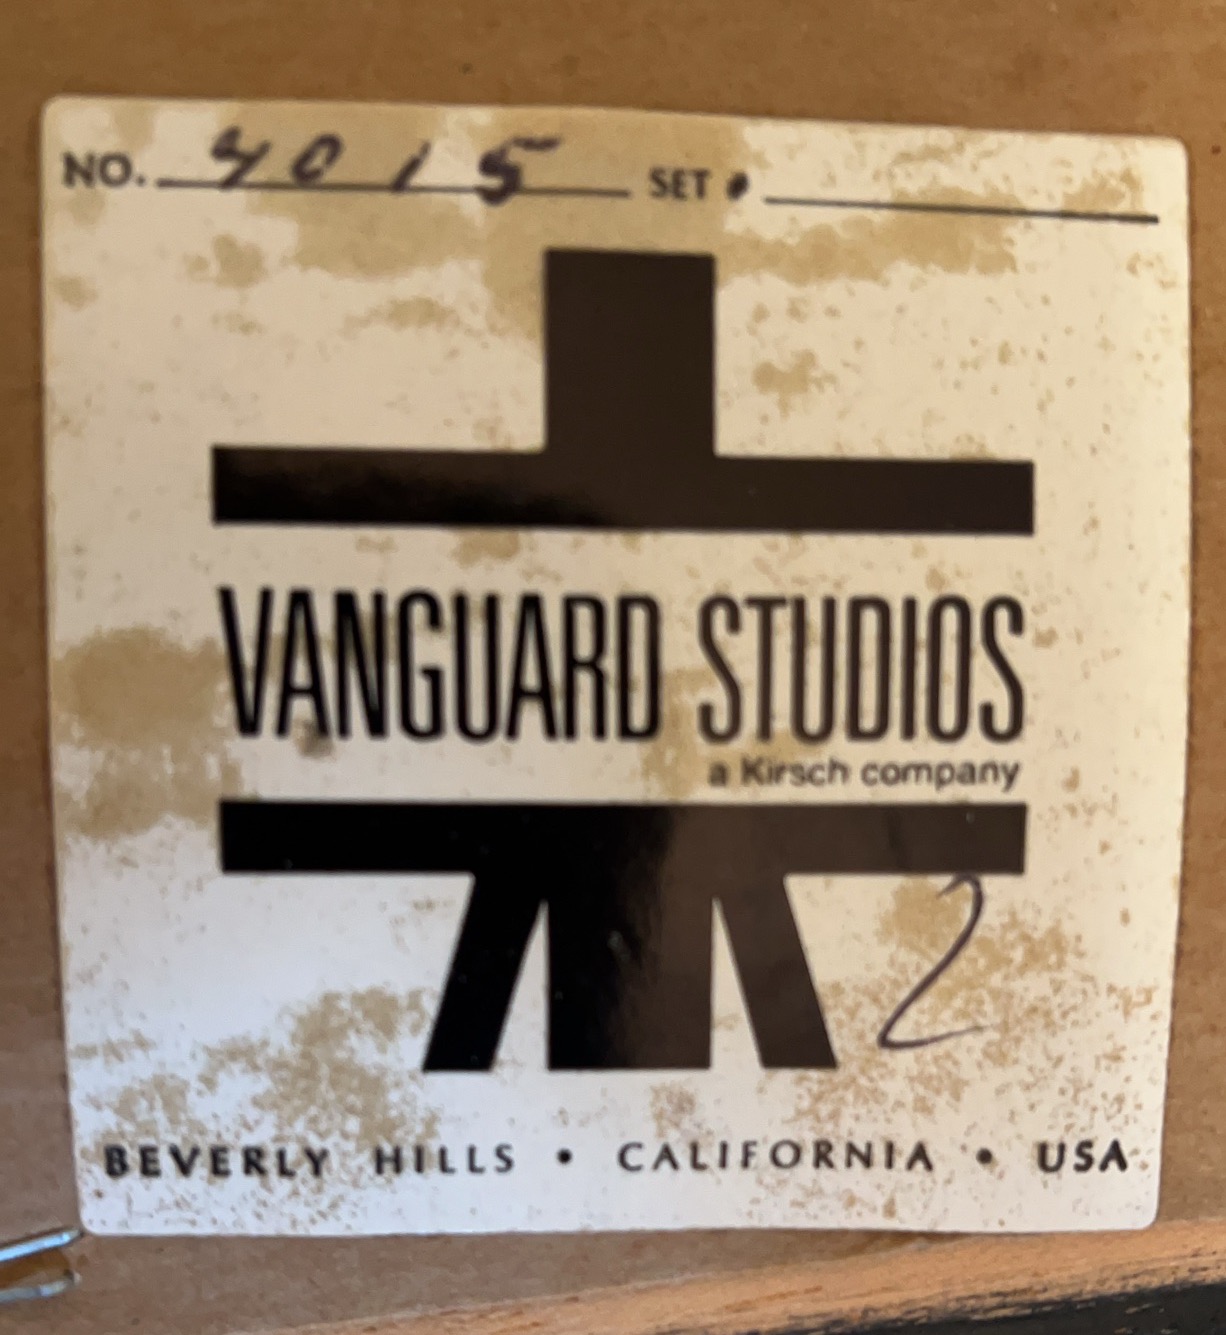 NO. 4015 SET #
VANGUARD STUDIOS
a Kirsch company
2
BEVERLY HILLS • CALIFORNIA • USA